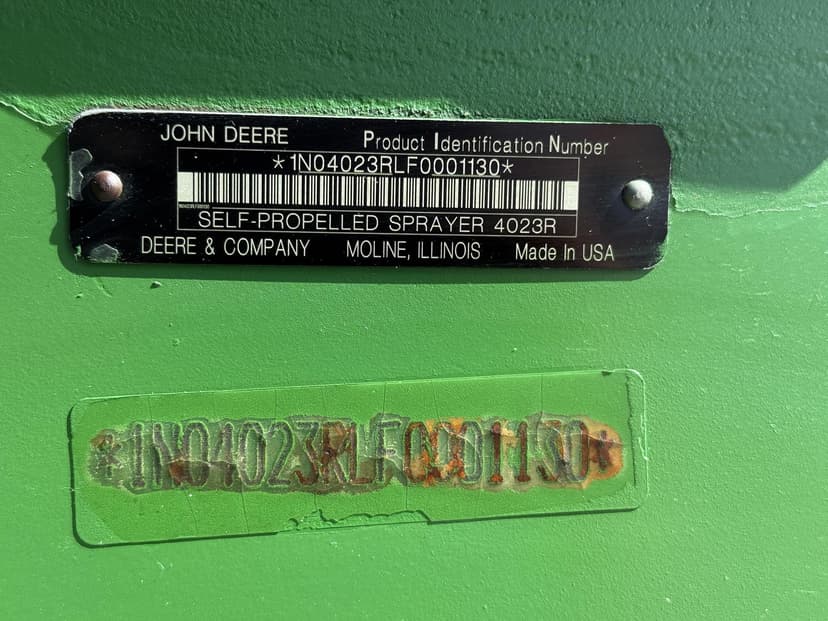 JOHN DEERE Product Identification Number
*1N04023RLF0001130*
SELF-PROPELLED SPRAYER 4023R
DEERE & COMPANY MOLINE, ILLINOIS Made In USA
*1N04023RLF0001130*